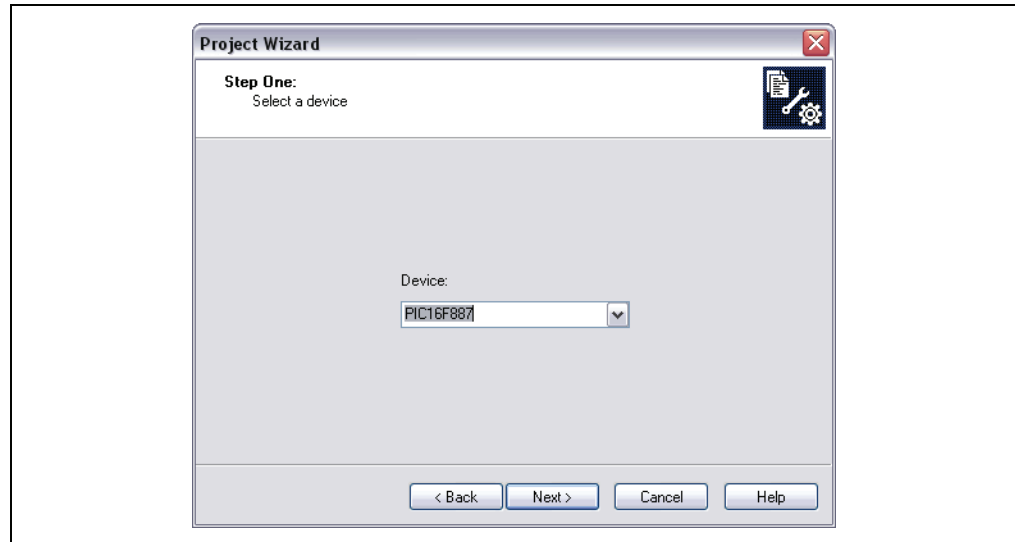 Project Wizard
Step One:
Select a device
Device:
PIC16F887
< Back Next > Cancel Help